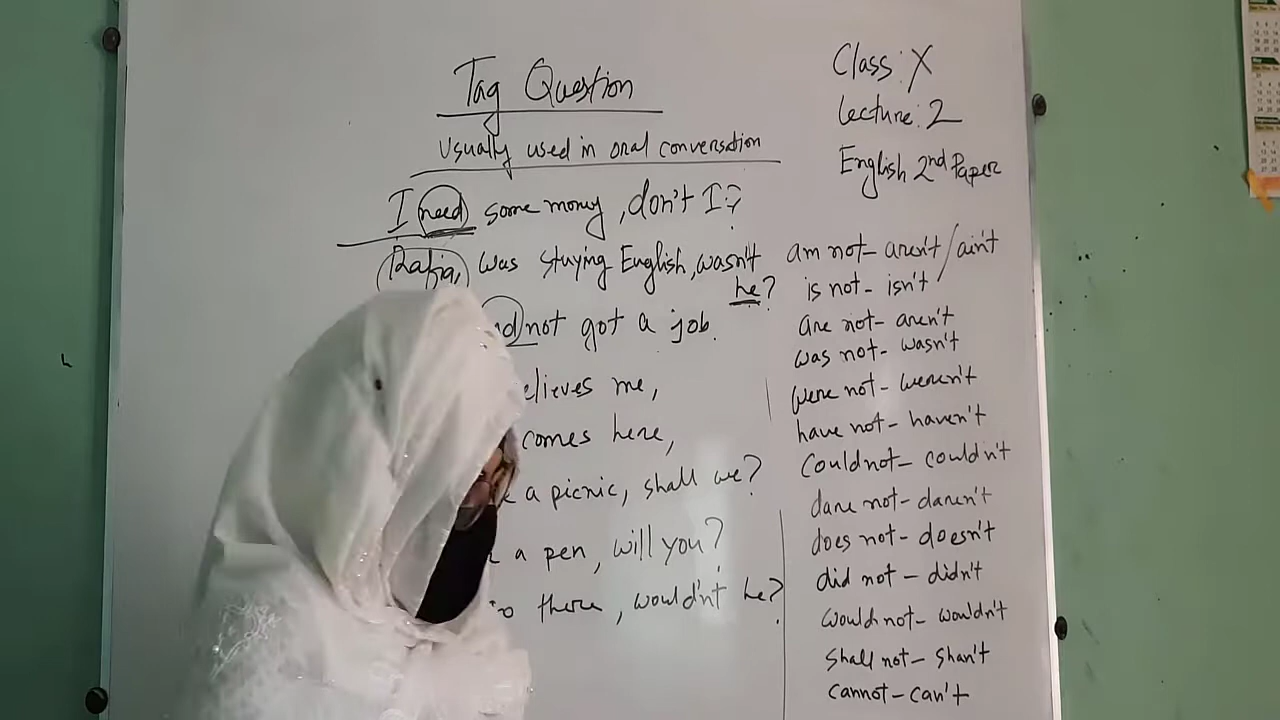 Tag Question
Usually used in oral conversation
I need some money, don't I?
Rafia, was stuying English, wasn't
he?
not got a job.
me,
comes here,
a picnic, shall we?
a pen, will you?
there, wouldn't he?
Class: X
Lecture: 2
English 2nd Paper
am not - aren't / ain't
is not - isn't
are not - aren't
was not - wasn't
were not - weren't
have not - haven't
Could not - couldn't
dare not - daren't
does not - doesn't
did not - didn't
would not - wouldn't
shall not - shan't
cannot - can't